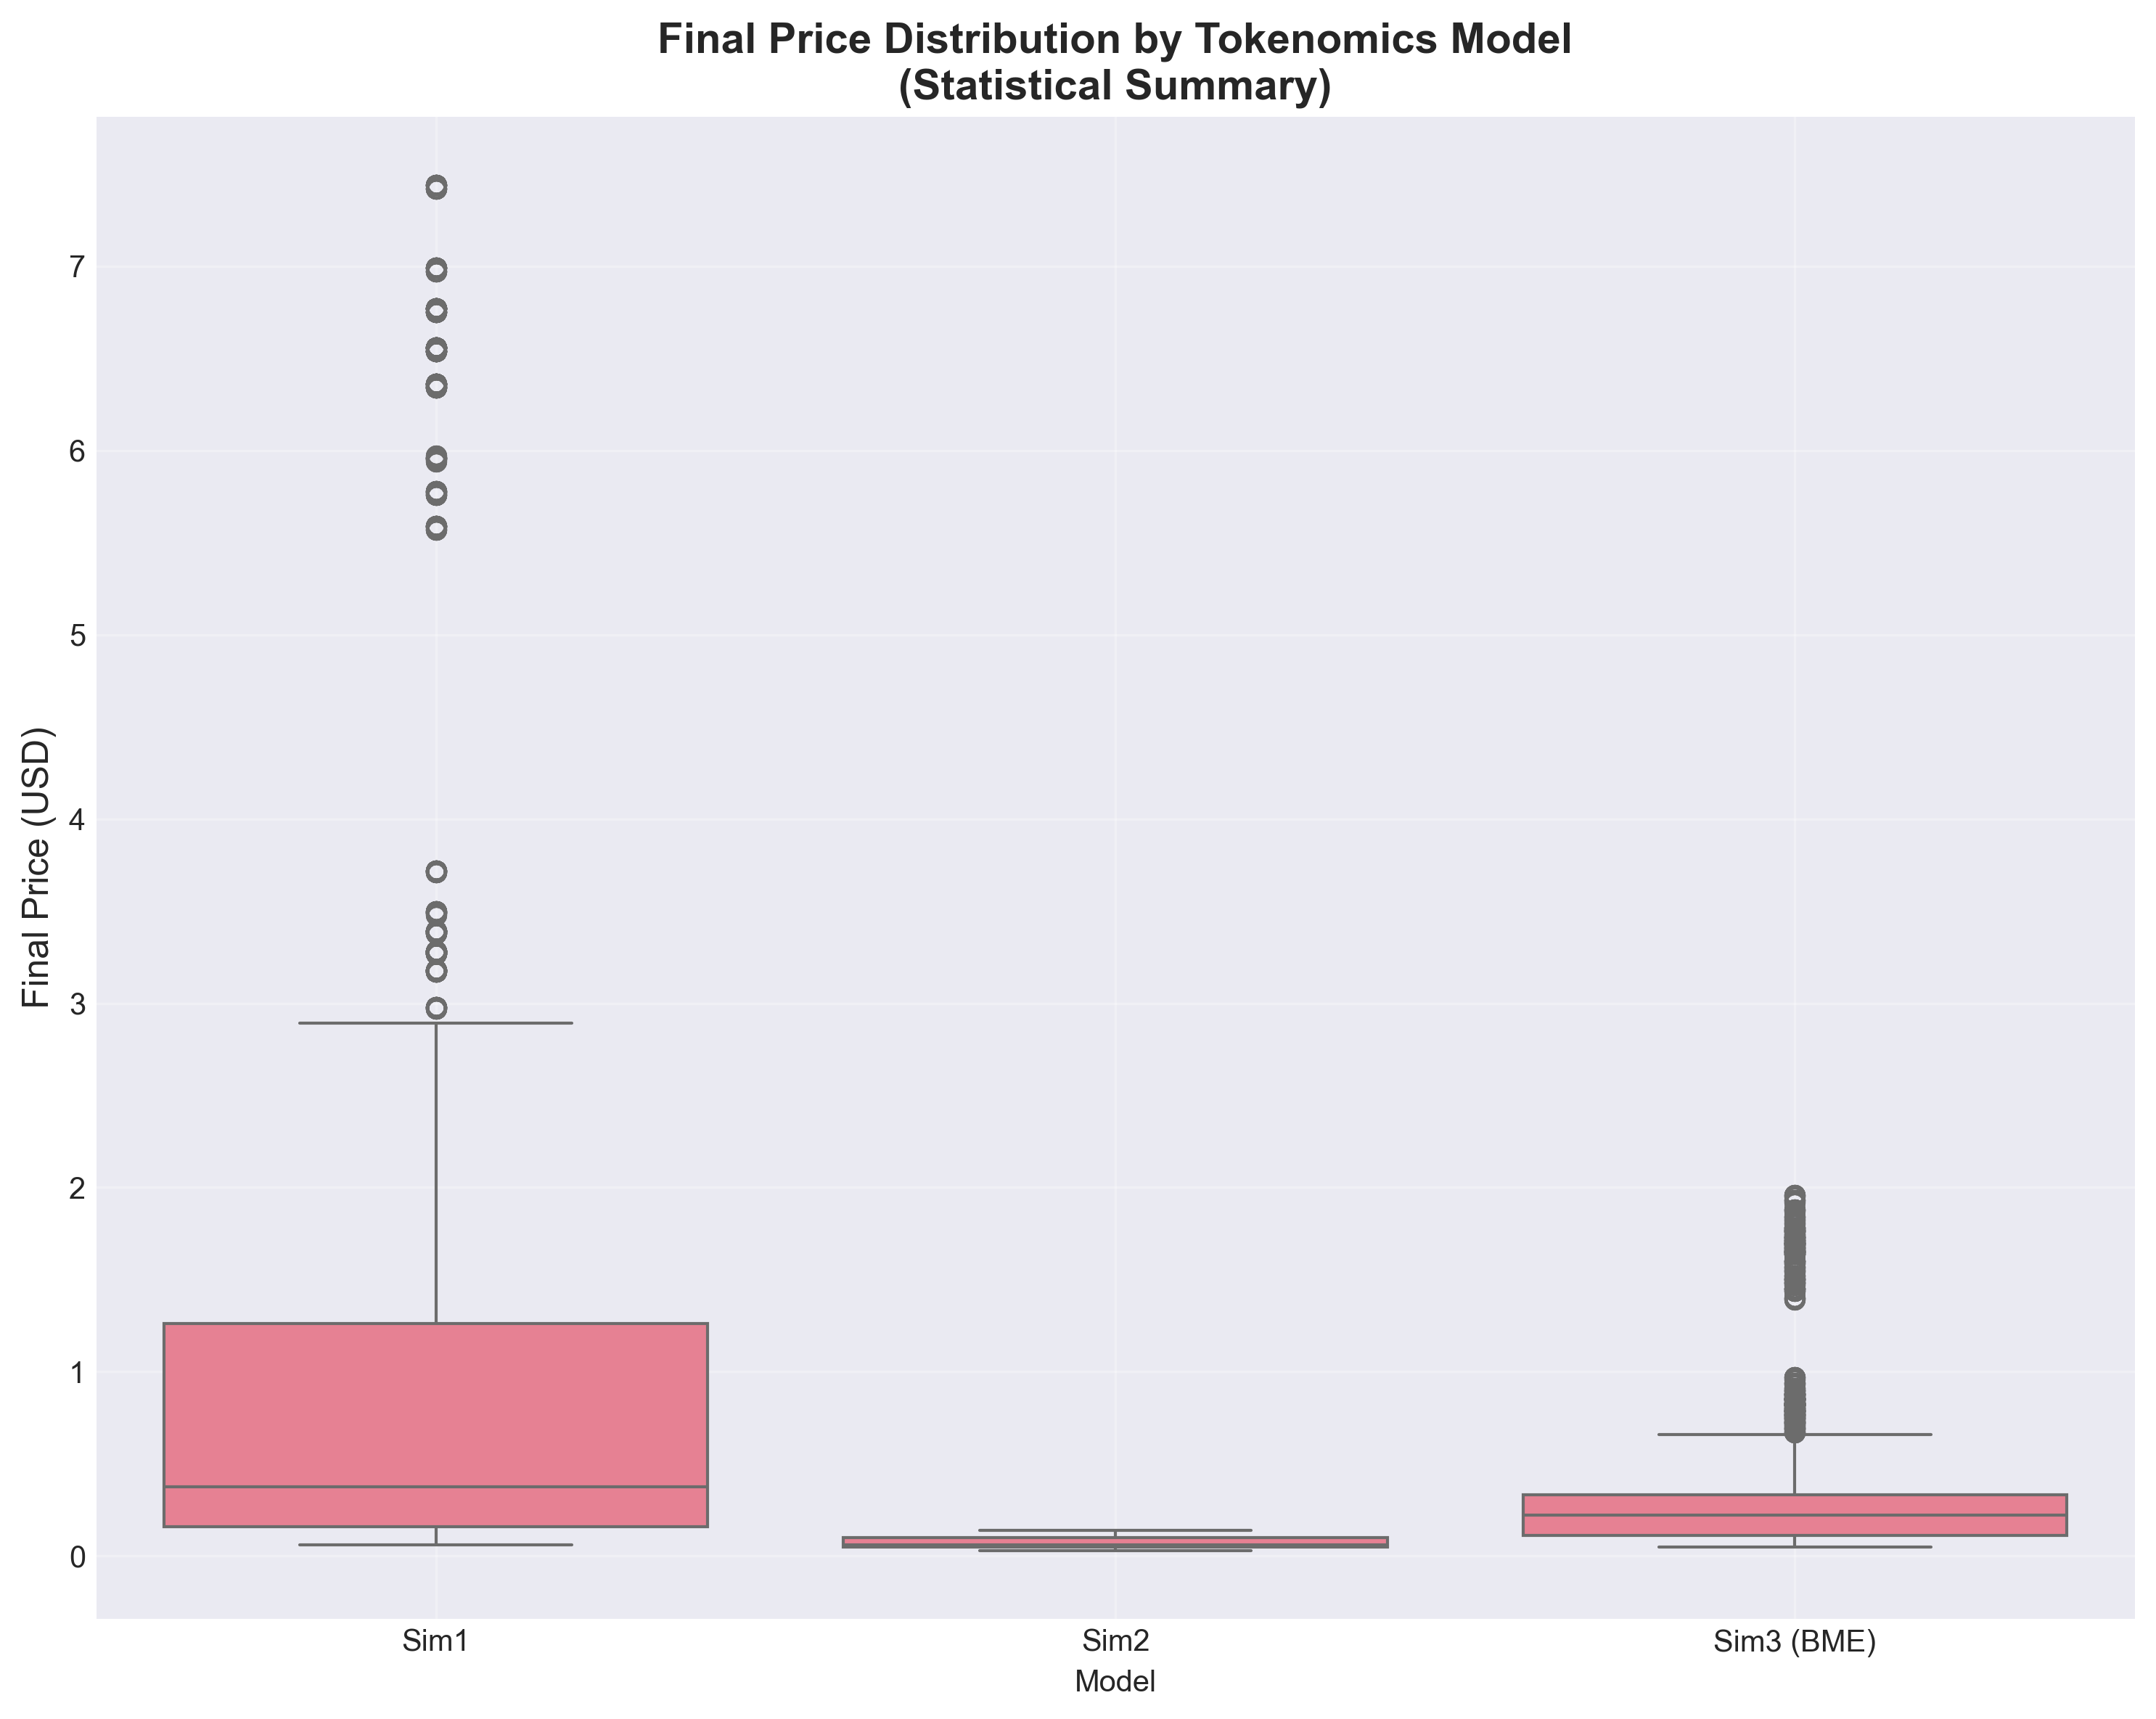 Final Price Distribution by Tokenomics Model
(Statistical Summary)
Final Price (USD)
7
6
5
4
3
2
1
0
Sim1
Sim2
Sim3 (BME)
Model